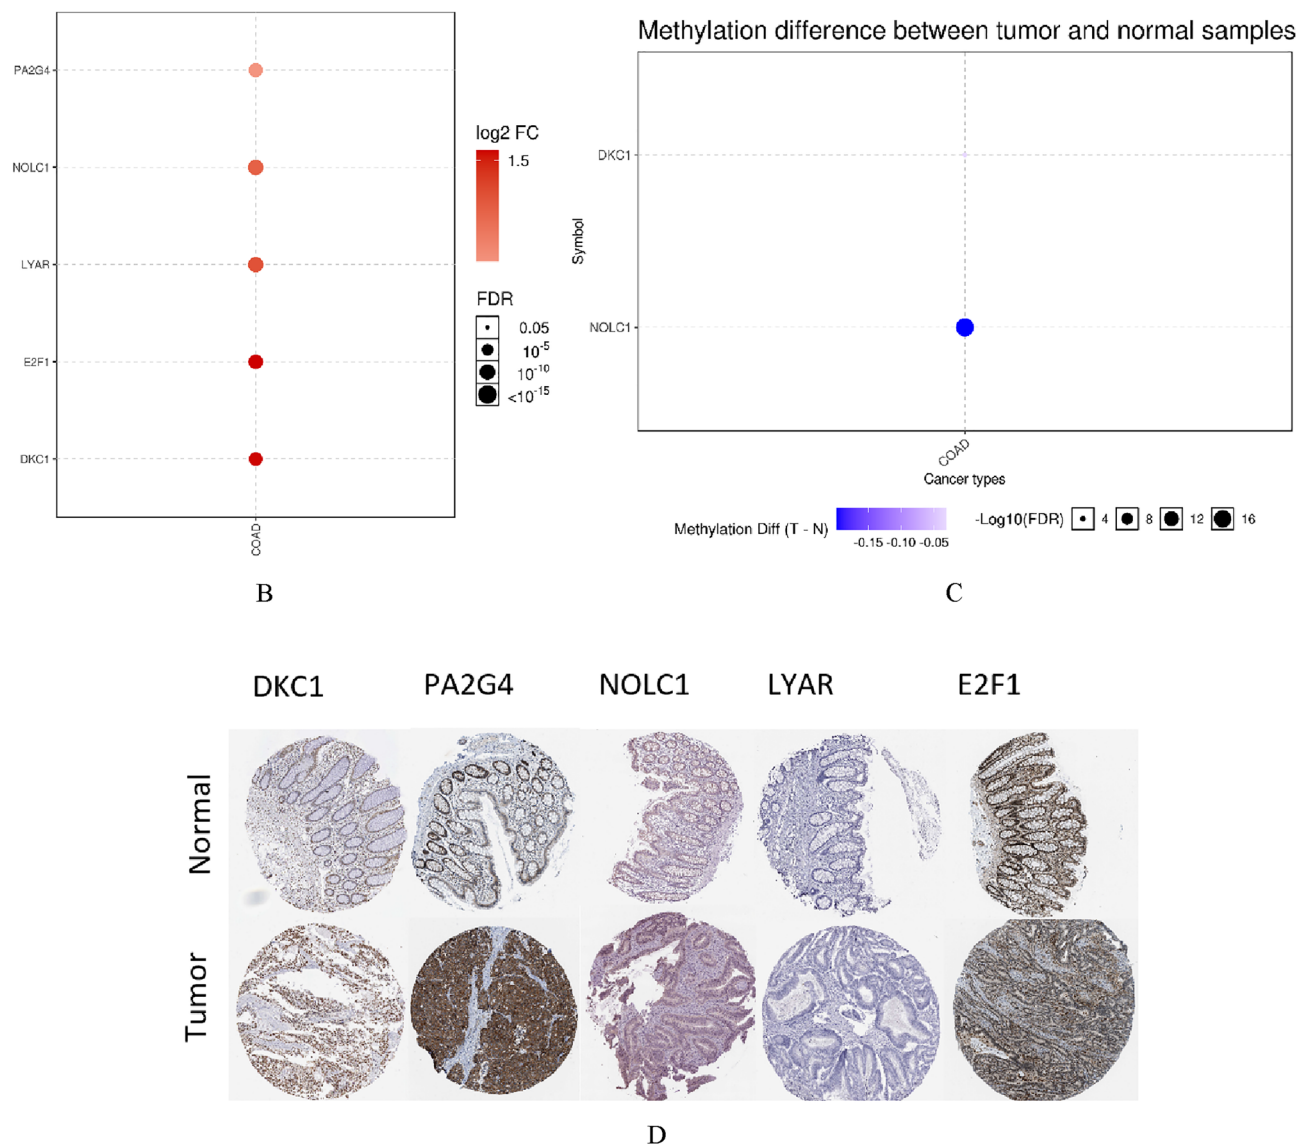 PA2G4
NOLC1
LYAR
E2F1
DKC1
COAD
log2 FC
1.5
FDR
0.05
10-5
10-10
<10-15
B
Methylation difference between tumor and normal samples
Symbol
DKC1
NOLC1
COAD
Cancer types
Methylation Diff (T - N)
-0.15 -0.10 -0.05
-Log10(FDR)
4
8
12
16
C
DKC1 PA2G4 NOLC1 LYAR E2F1
Normal
Tumor
D